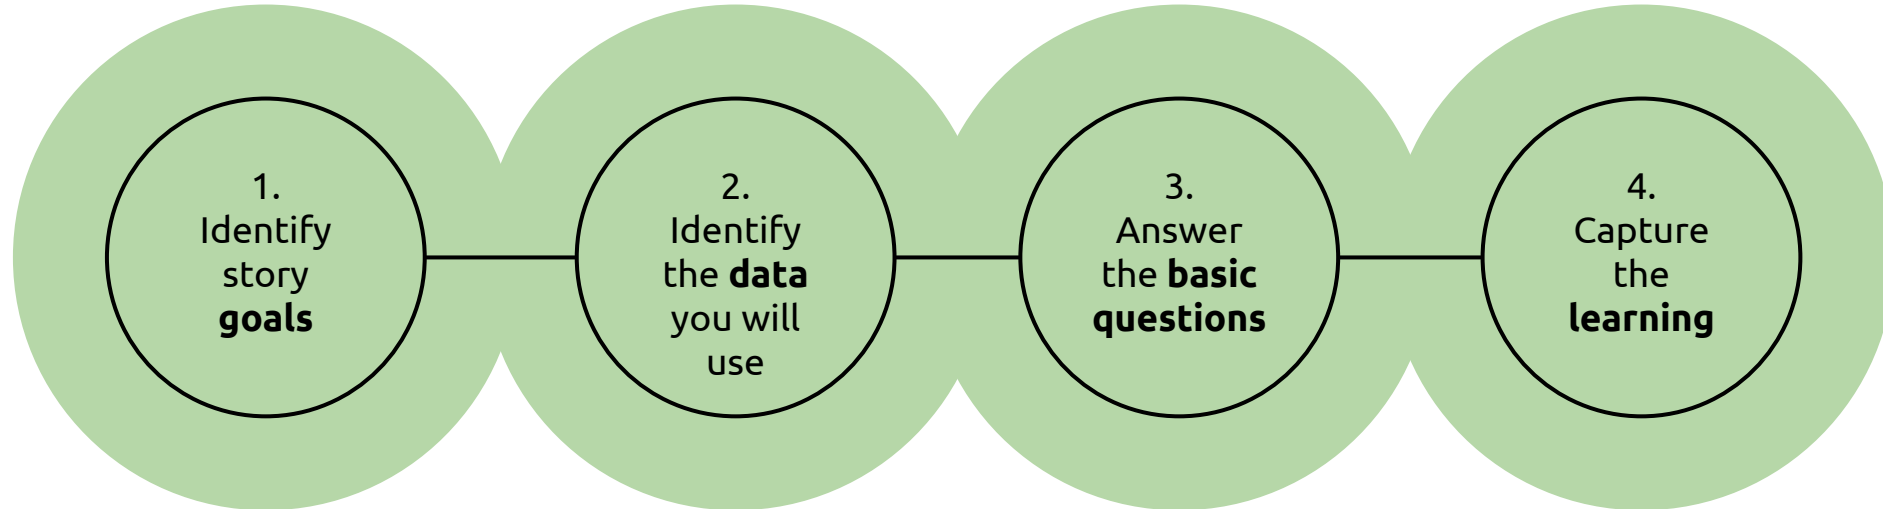 1.
Identify
story
goals
2.
Identify
the data
you will
use
3.
Answer
the basic
questions
4.
Capture
the
learning